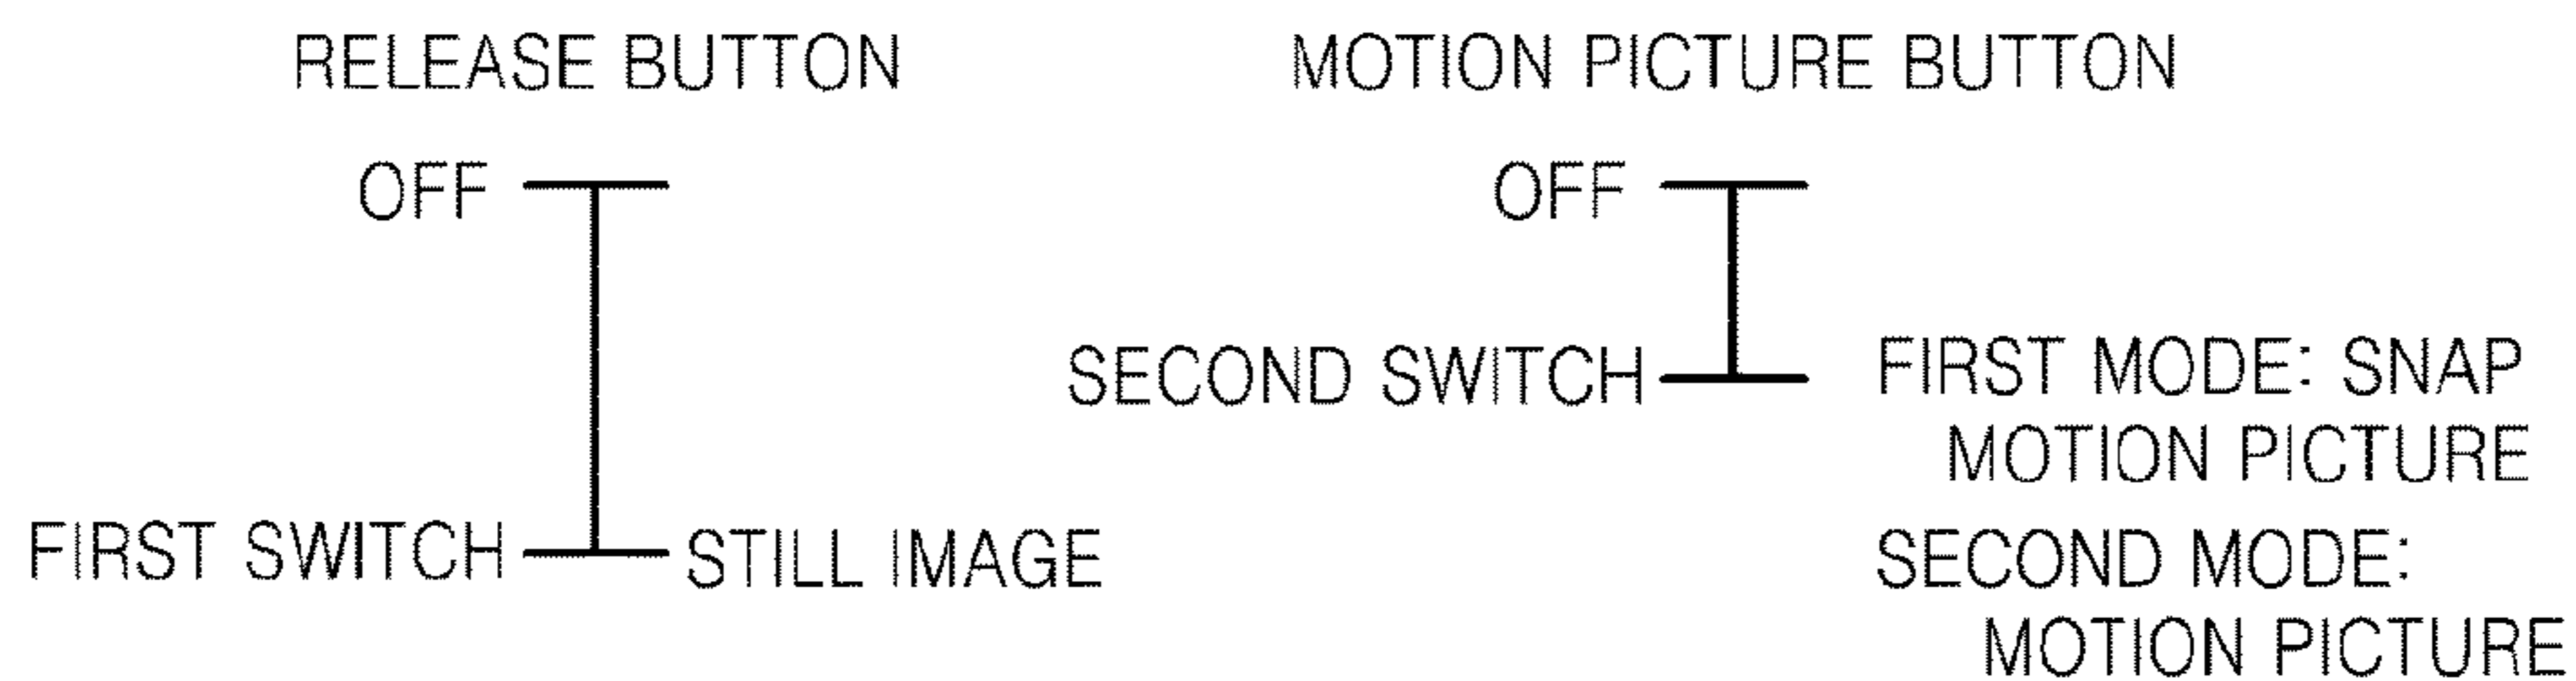 RELEASE BUTTON
OFF
FIRST SWITCH
STILL IMAGE
MOTION PICTURE BUTTON
OFF
SECOND SWITCH
FIRST MODE: SNAP
MOTION PICTURE
SECOND MODE:
MOTION PICTURE